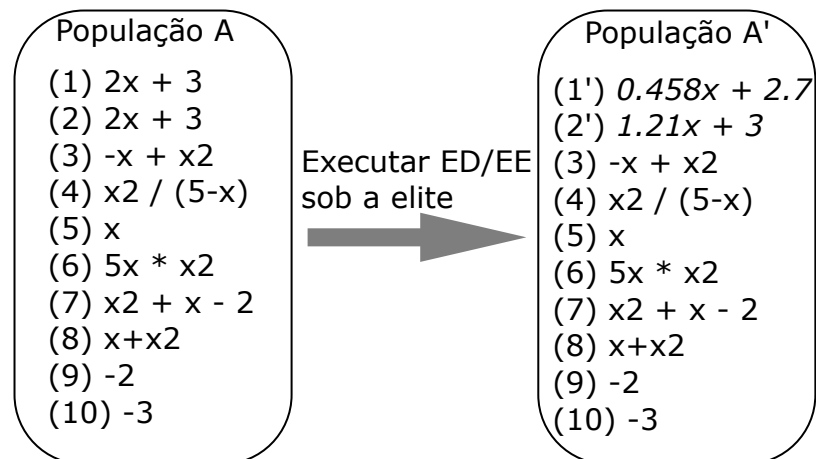 População A
(1) 2x + 3
(2) 2x + 3
(3) -x + x2
(4) x2 / (5-x)
(5) x
(6) 5x * x2
(7) x2 + x - 2
(8) x+x2
(9) -2
(10) -3
Executar ED/EE
sob a elite
População A'
(1') 0.458x + 2.7
(2') 1.21x + 3
(3) -x + x2
(4) x2 / (5-x)
(5) x
(6) 5x * x2
(7) x2 + x - 2
(8) x+x2
(9) -2
(10) -3